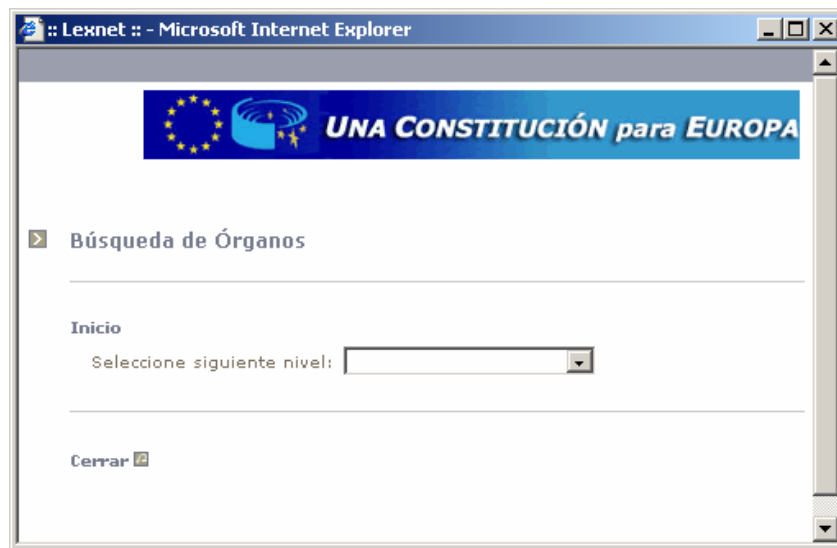 :: Lexnet :: - Microsoft Internet Explorer
UNA CONSTITUCIÓN para EUROPA
Búsqueda de Órganos
Inicio
Seleccione siguiente nivel:
Cerrar